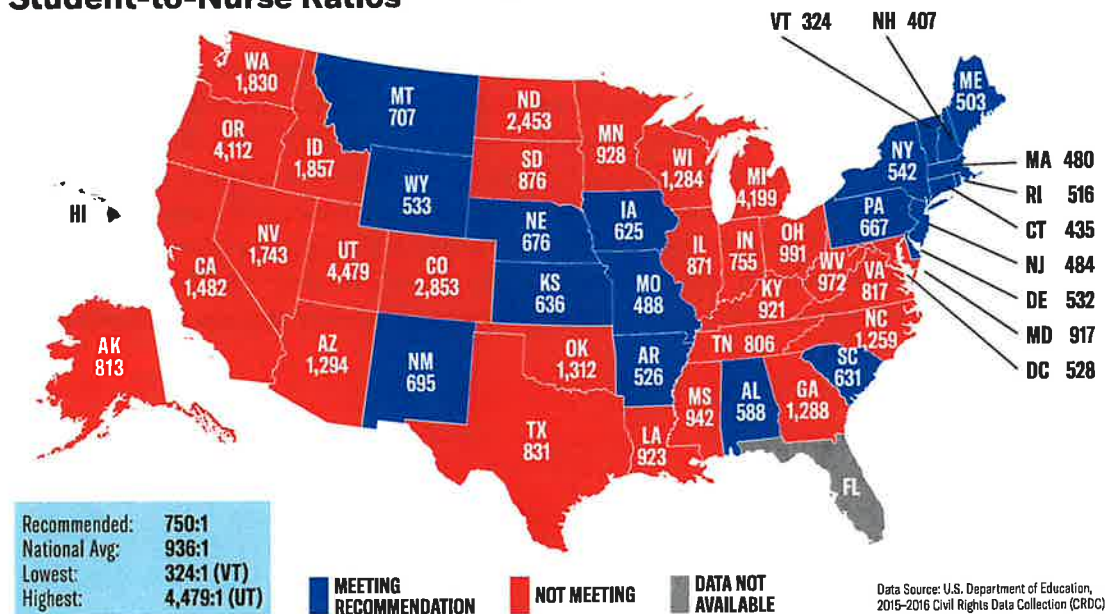 Student-to-Nurse Ratios
VT 324
NH 407
WA
1,830
MT
707
ND
2,453
MN
928
ME
503
OR
4,112
ID
1,857
SD
876
WI
1,284
MI
4,199
NY
542
MA 480
RI 516
CT 435
NJ 484
DE 532
MD 917
DC 528
WY
533
HI
NV
1,743
UT
4,479
CO
2,853
NE
676
IA
625
PA
667
IL
871
IN
755
OH
991
WV
972
VA
817
CA
1,482
KS
636
MO
488
KY
921
NC
1,259
AZ
1,294
NM
695
OK
1,312
AR
526
TN 806
SC
631
AK
813
MS
942
AL
588
GA
1,288
TX
831
LA
923
FL
Recommended: 750:1
National Avg: 936:1
Lowest: 324:1 (VT)
Highest: 4,479:1 (UT)
MEETING
RECOMMENDATION
NOT MEETING
DATA NOT
AVAILABLE
Data Source: U.S. Department of Education,
2015–2016 Civil Rights Data Collection (CRDC)